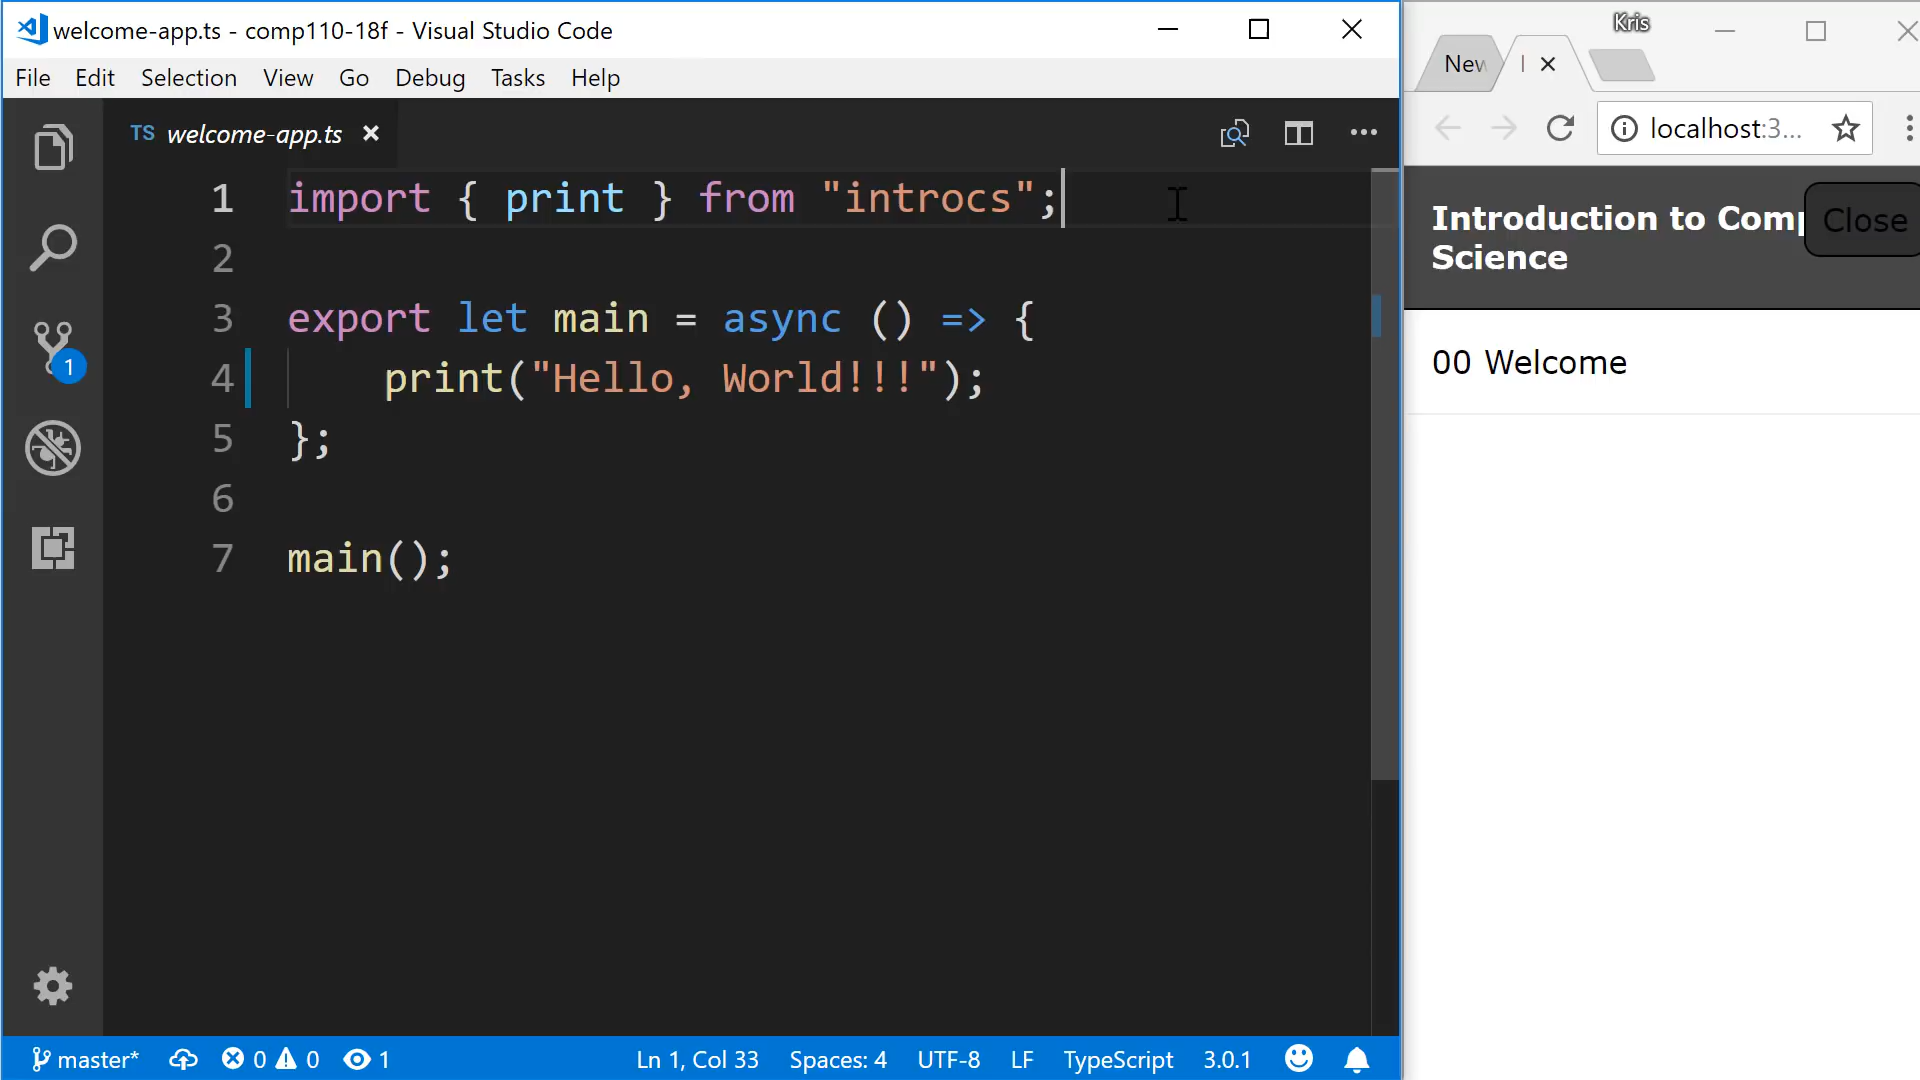 welcome-app.ts - comp110-18f - Visual Studio Code
File Edit Selection View Go Debug Tasks Help
TS welcome-app.ts
1 import { print } from "introcs";
2
3 export let main = async () => {
4 print("Hello, World!!!");
5 };
6
7 main();
1
master* 0 0 1 Ln 1, Col 33 Spaces: 4 UTF-8 LF TypeScript 3.0.1
Kris
New
localhost:3...
Introduction to Comp
Science
Close
00 Welcome